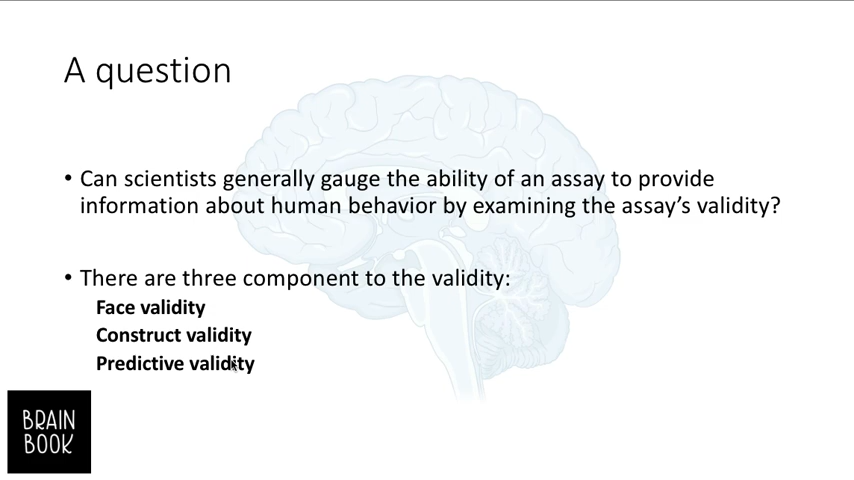 A question
• Can scientists generally gauge the ability of an assay to provide
information about human behavior by examining the assay's validity?
• There are three component to the validity:
Face validity
Construct validity
Predictive validity
BRAIN
BOOK